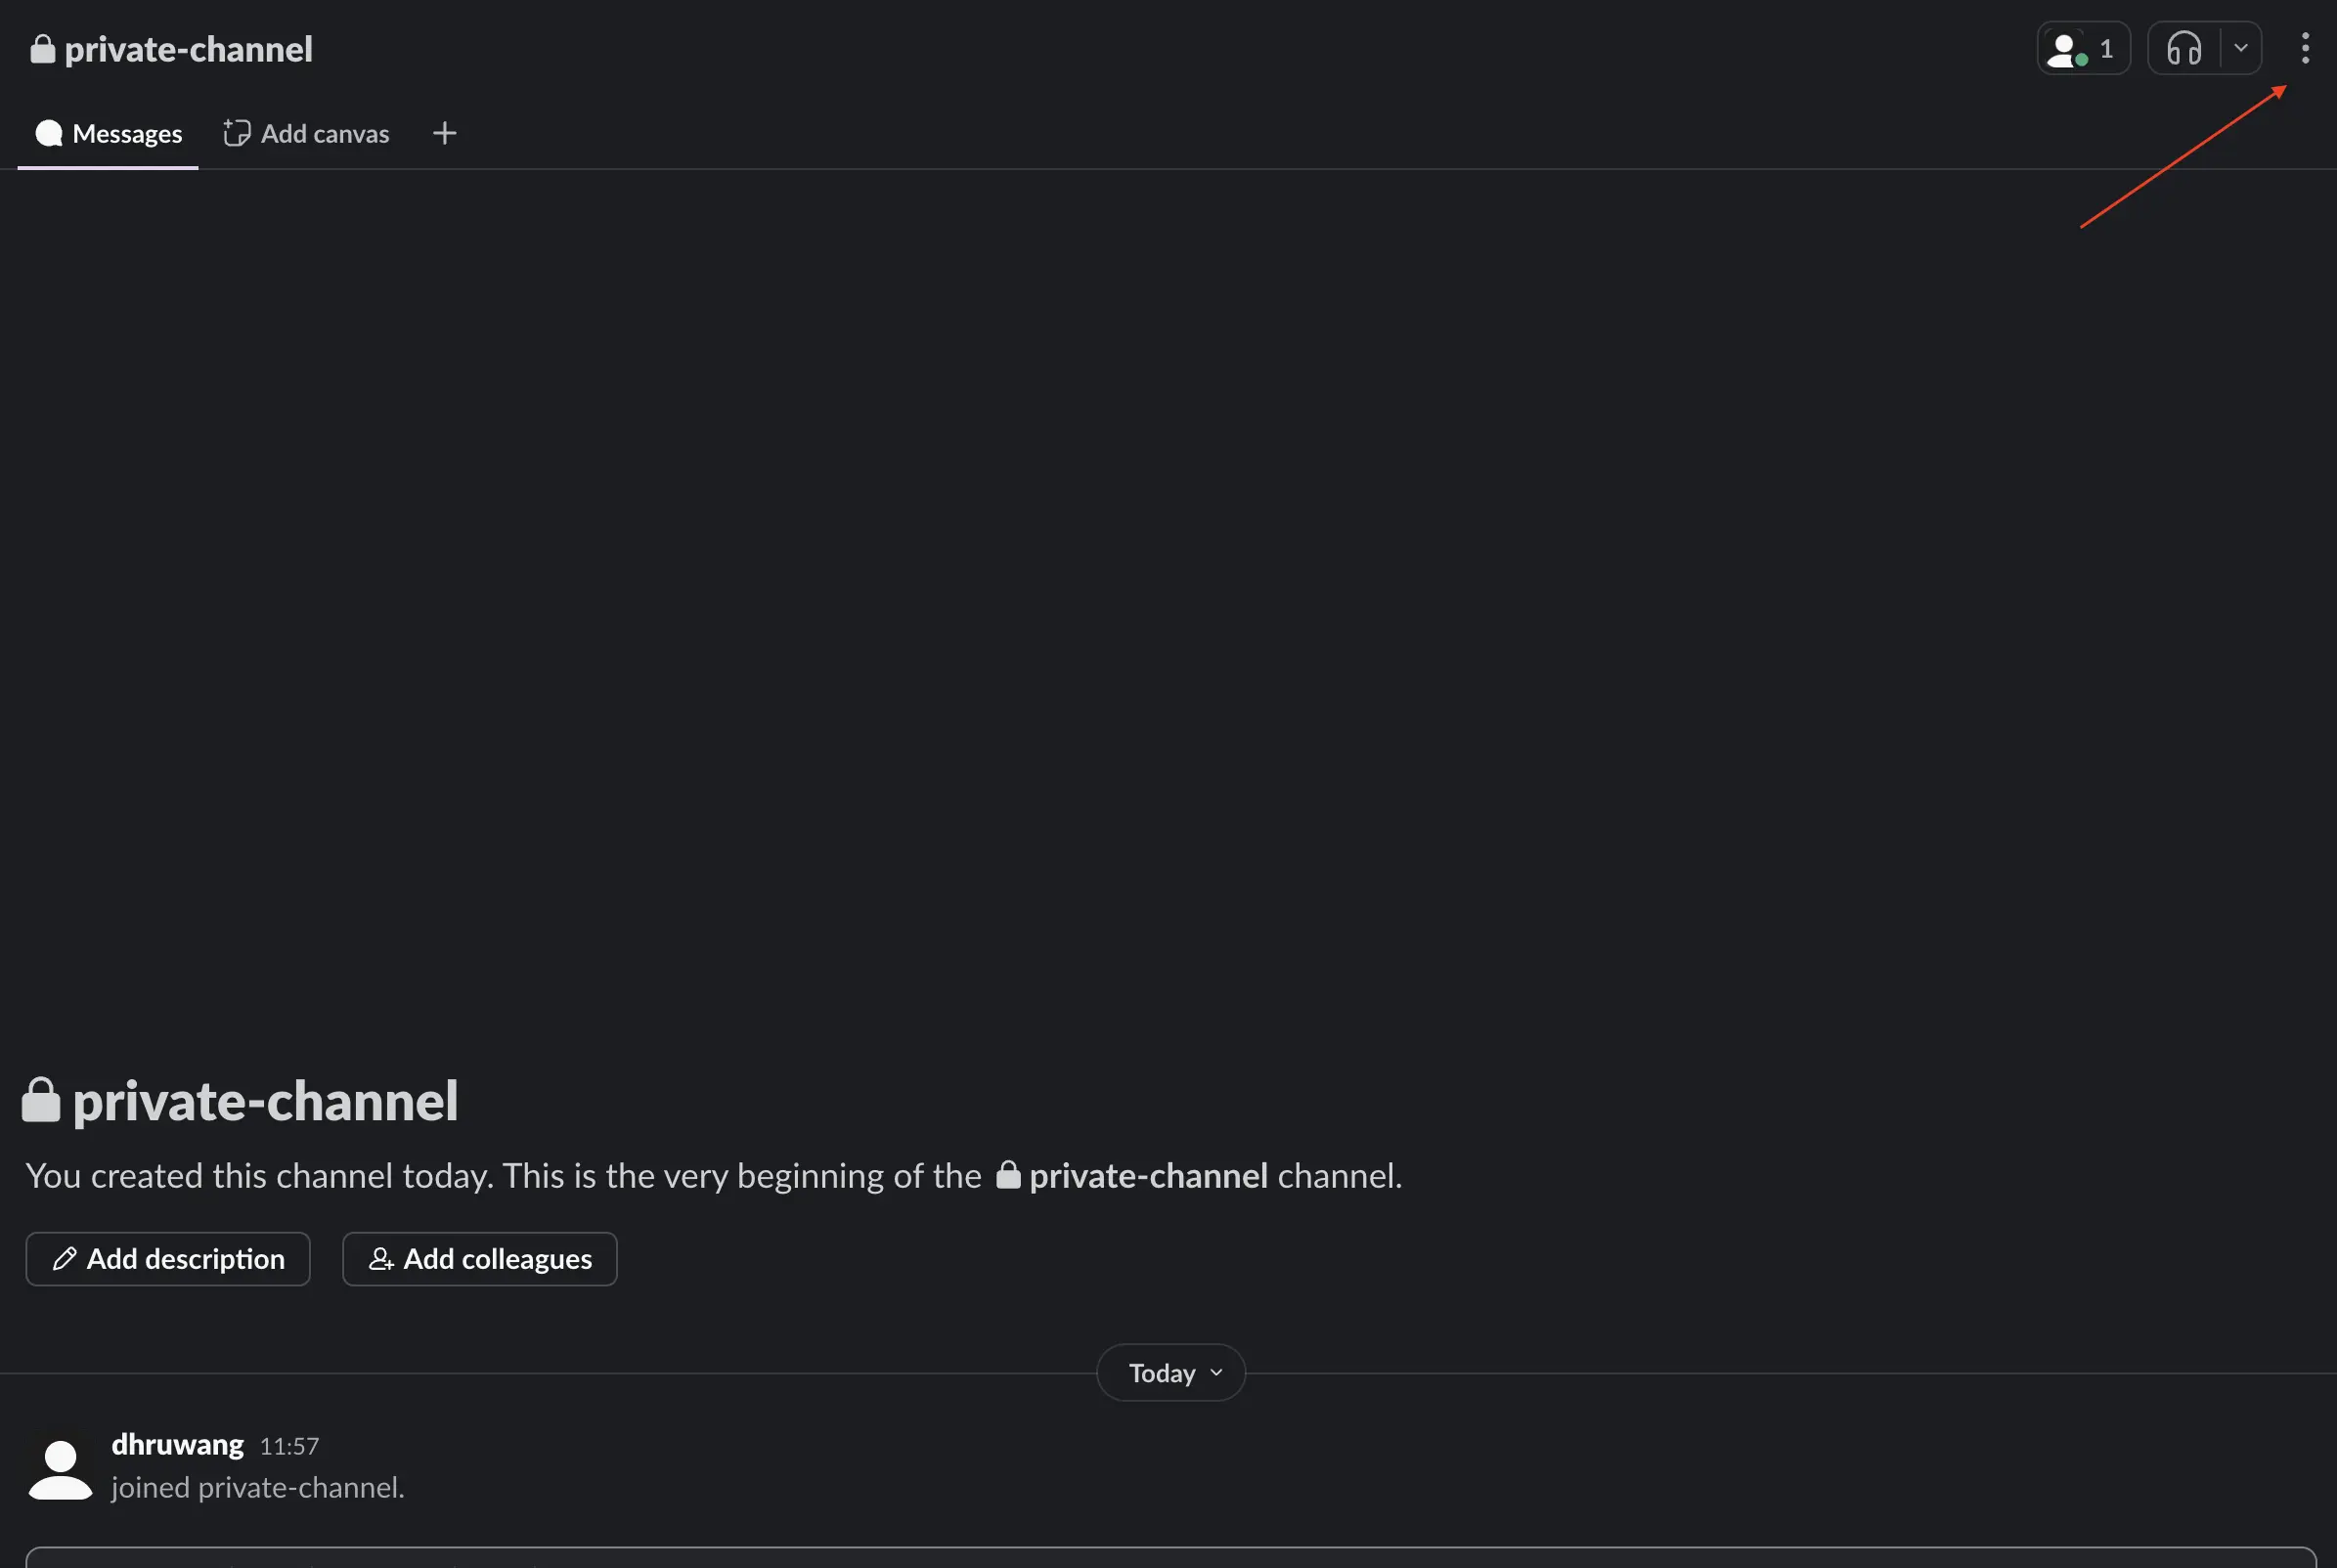 private-channel
1
Messages
Add canvas
private-channel
You created this channel today. This is the very beginning of the private-channel channel.
Add description
Add colleagues
Today
dhruwang 11:57
joined private-channel.